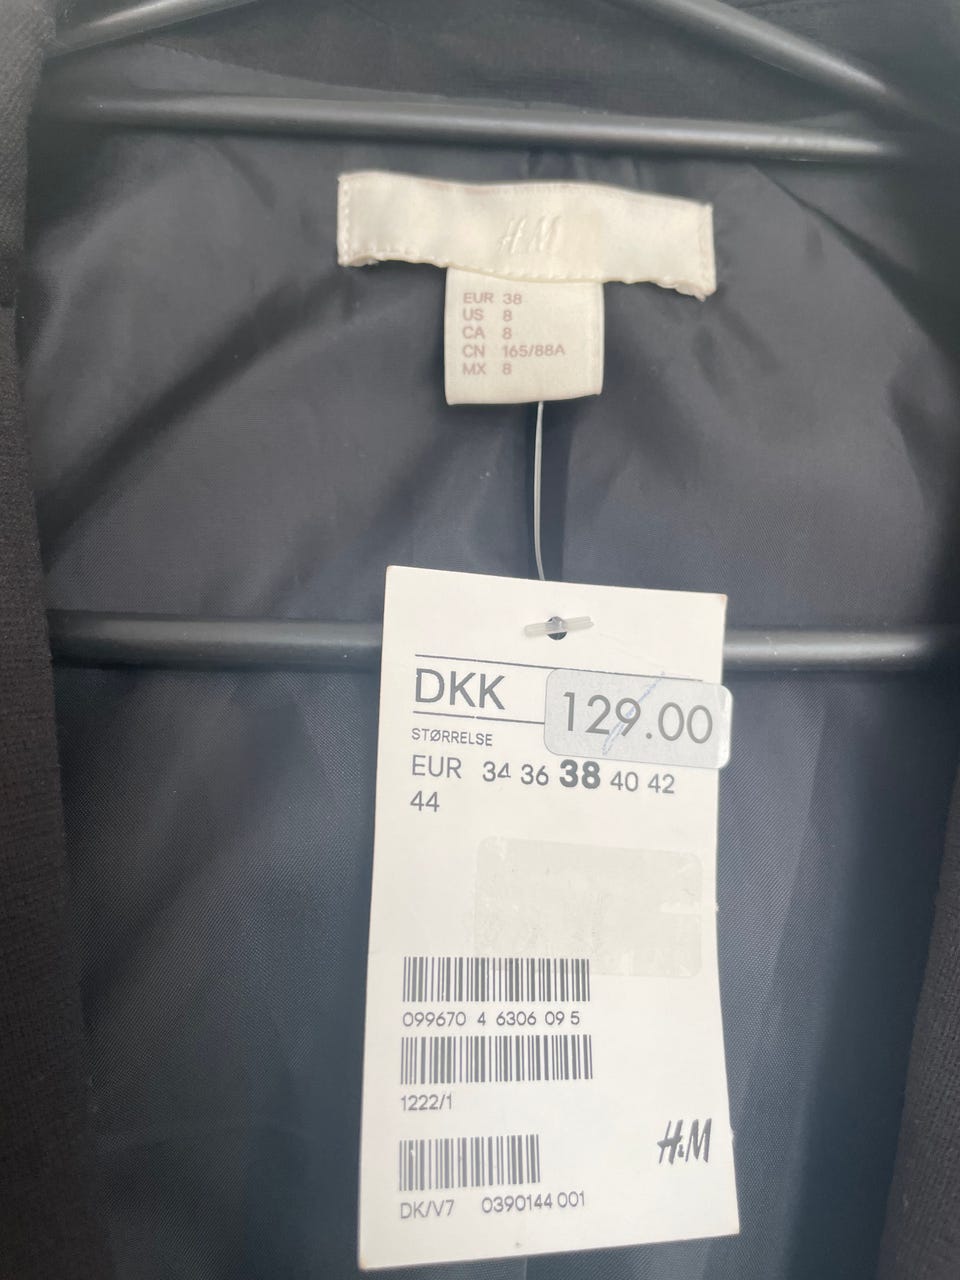 H&M
EUR 38
US 8
CA 8
CN 165/88A
MX 8
DKK 129.00
STØRRELSE
EUR 34 36 38 40 42
44
099670 4 6306 09 5
1222/1
H&M
DK/V7 0390144 001